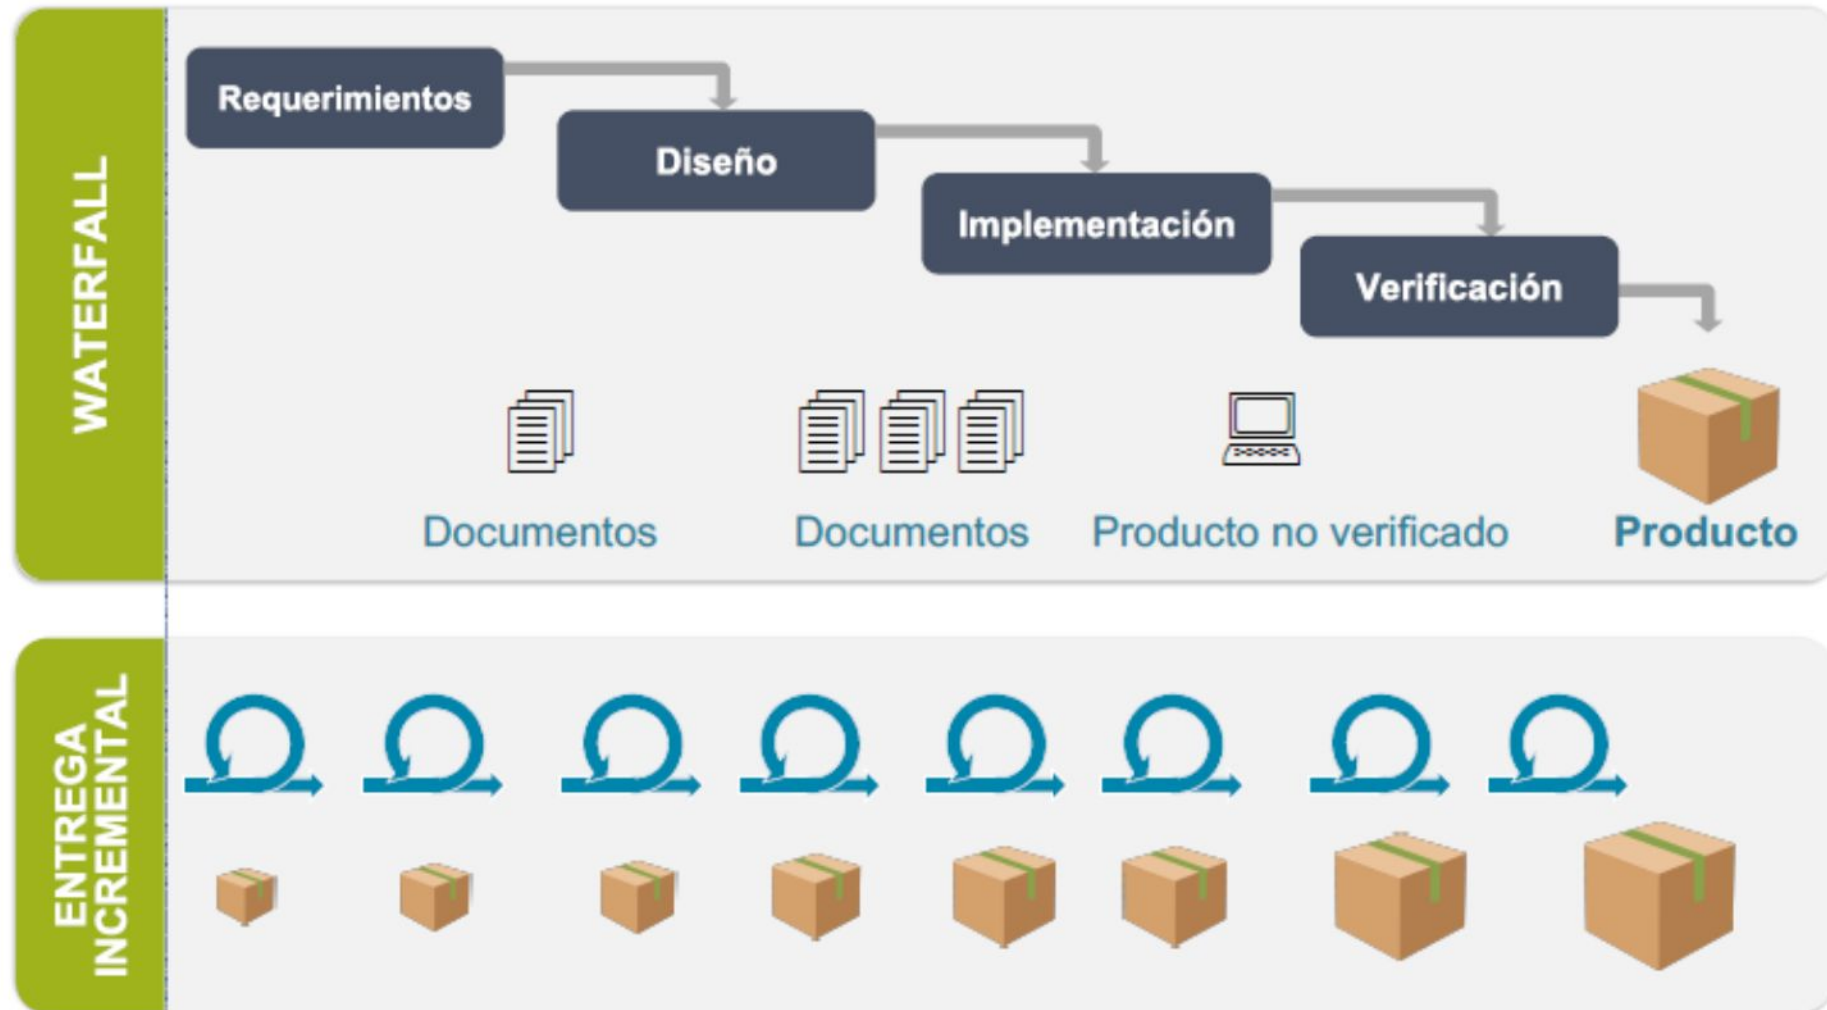 WATERFALL
Requerimientos
Diseño
Implementación
Verificación
Documentos
Documentos
Producto no verificado
Producto
ENTREGA
INCREMENTAL